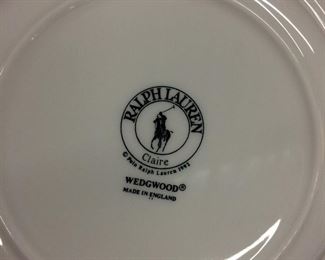 RALPH LAUREN
Claire
© Polo Ralph Lauren 1992
WEDGWOOD®
MADE IN ENGLAND